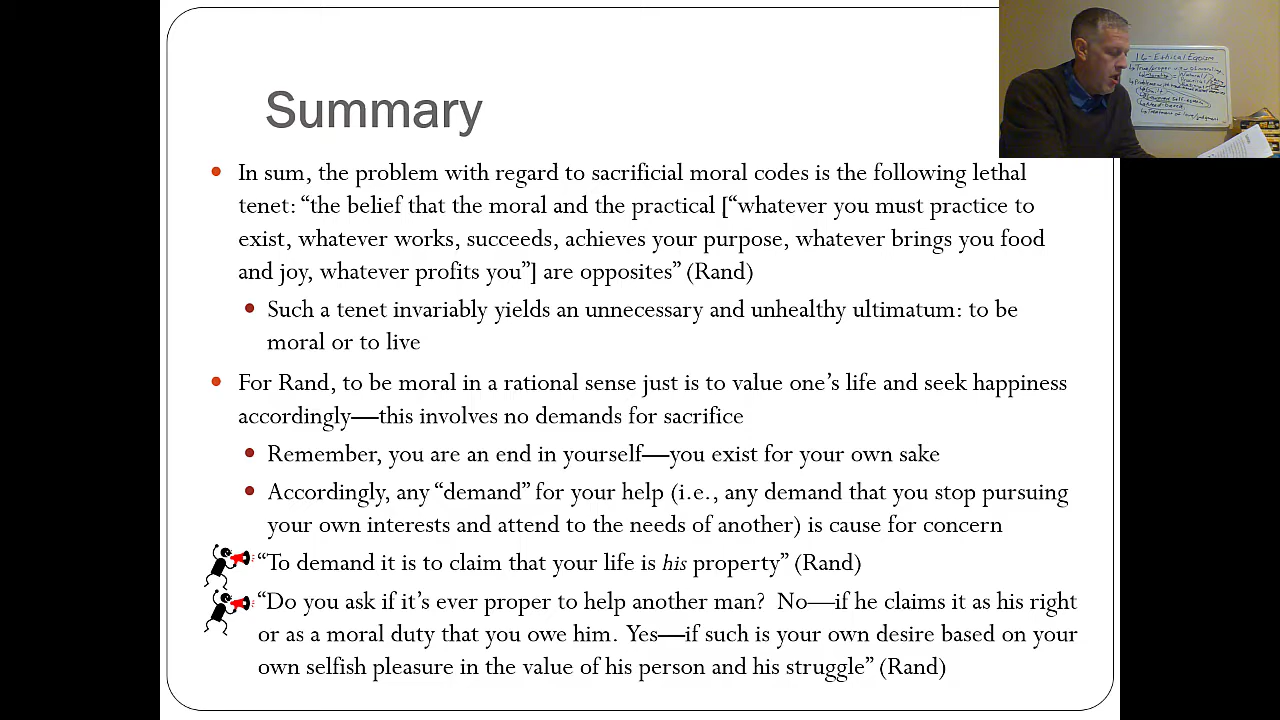 Summary
In sum, the problem with regard to sacrificial moral codes is the following lethal
tenet: “the belief that the moral and the practical [“whatever you must practice to
exist, whatever works, succeeds, achieves your purpose, whatever brings you food
and joy, whatever profits you”] are opposites” (Rand)
Such a tenet invariably yields an unnecessary and unhealthy ultimatum: to be
moral or to live
For Rand, to be moral in a rational sense just is to value one’s life and seek happiness
accordingly—this involves no demands for sacrifice
Remember, you are an end in yourself—you exist for your own sake
Accordingly, any “demand” for your help (i.e., any demand that you stop pursuing
your own interests and attend to the needs of another) is cause for concern
“To demand it is to claim that your life is his property” (Rand)
“Do you ask if it’s ever proper to help another man?  No—if he claims it as his right
or as a moral duty that you owe him.  Yes—if such is your own desire based on your
own selfish pleasure in the value of his person and his struggle” (Rand)
16-Ethical Egoism